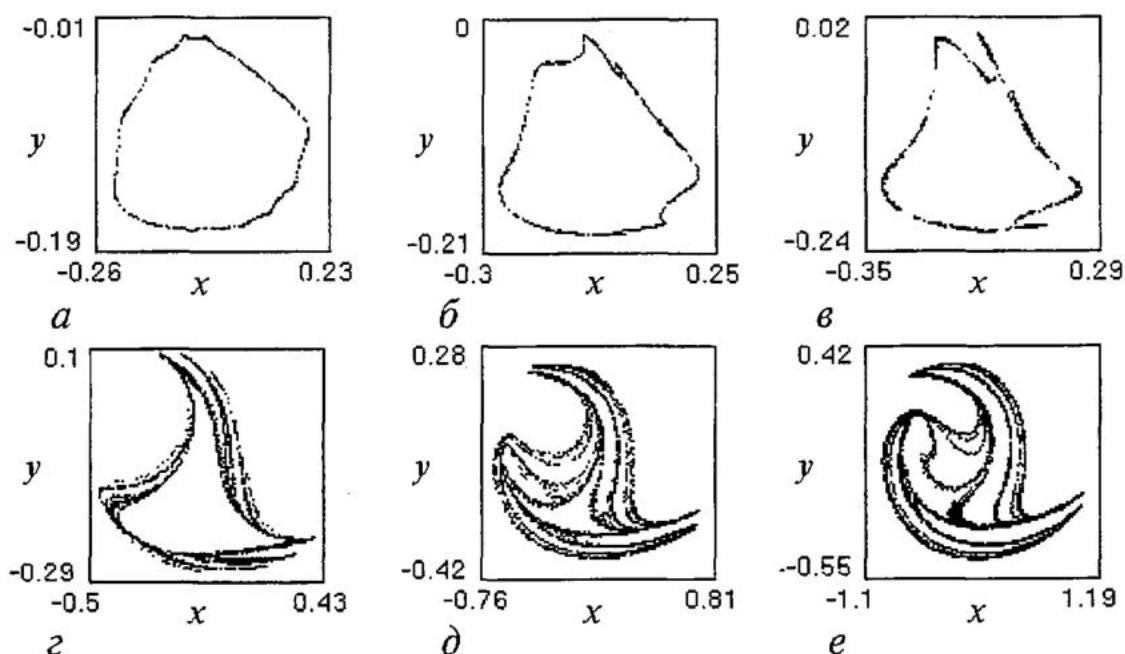 -0.01
y
-0.19
-0.26 x 0.23
а
0
y
-0.21
-0.3 x 0.25
б
0.02
y
-0.24
-0.35 x 0.29
в
0.1
y
-0.29
-0.5 x 0.43
г
0.28
y
-0.42
-0.76 x 0.81
д
0.42
y
-0.55
-1.1 x 1.19
е